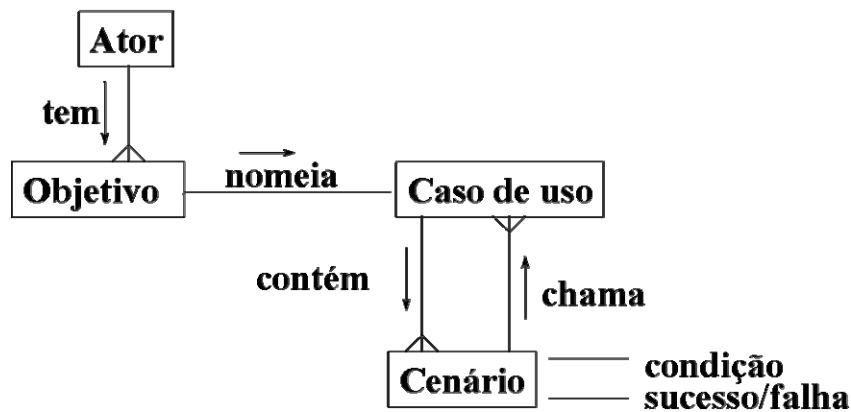 Ator
tem
Objetivo
nomeia
Caso de uso
contém
chama
Cenário
condição
sucesso/falha